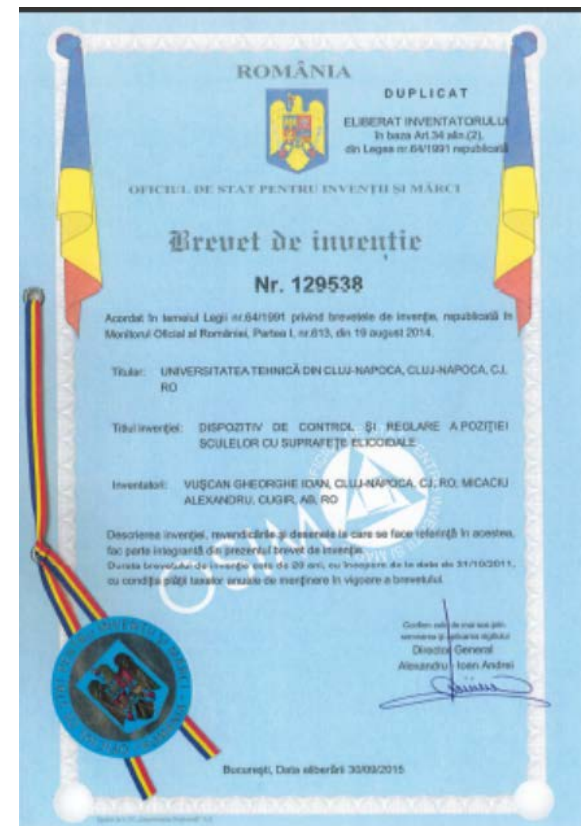 ROMÂNIA
DUPLICAT
ELIBERAT INVENTATORULUI
în baza Art.34 alin.(2),
din Legea nr.64/1991 republicată
OFICIUL DE STAT PENTRU INVENȚII ȘI MĂRCI
Brevet de invenție
Nr. 129538
Acordat în temeiul Legii nr.64/1991 privind brevetele de invenție, republicată în
Monitorul Oficial al României, Partea I, nr.613, din 19 august 2014.
Titular: UNIVERSITATEA TEHNICĂ DIN CLUJ-NAPOCA, CLUJ-NAPOCA, CJ,
RO
Titlul invenției: DISPOZITIV DE CONTROL ȘI REGLARE A POZIȚIEI
SCULELOR CU SUPRAFEȚE ELICOIDALE
Inventatori: VUȘCAN GHEORGHE IOAN, CLUJ-NAPOCA, CJ, RO; MICACIU
ALEXANDRU, CUGIR, AB, RO
Descrierea invenției, revendicările și desenele la care se face referință în acestea,
fac parte integrantă din prezentul brevet de invenție.
Durata brevetului de invenție este de 20 ani, cu începere de la data de 31/10/2011,
cu condiția plății taxelor anuale de menținere în vigoare a brevetului.
OSIM
Director General
Alexandru - Ioan Andrei
București, Data eliberării 30/09/2015